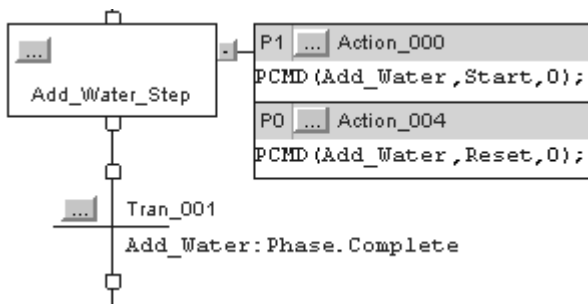 P1 ... Action_000
...
PCMD(Add_Water,Start,0);
Add_Water_Step
P0 ... Action_004
PCMD(Add_Water,Reset,0);
... Tran_001
Add_Water:Phase.Complete